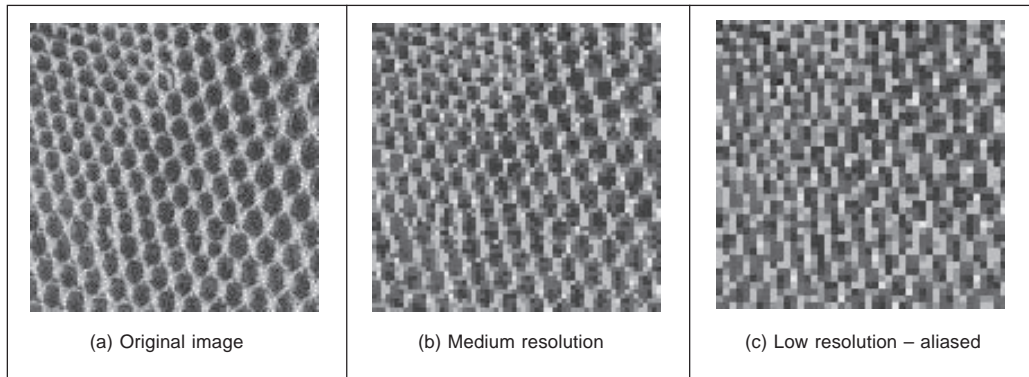 (a) Original image
(b) Medium resolution
(c) Low resolution – aliased